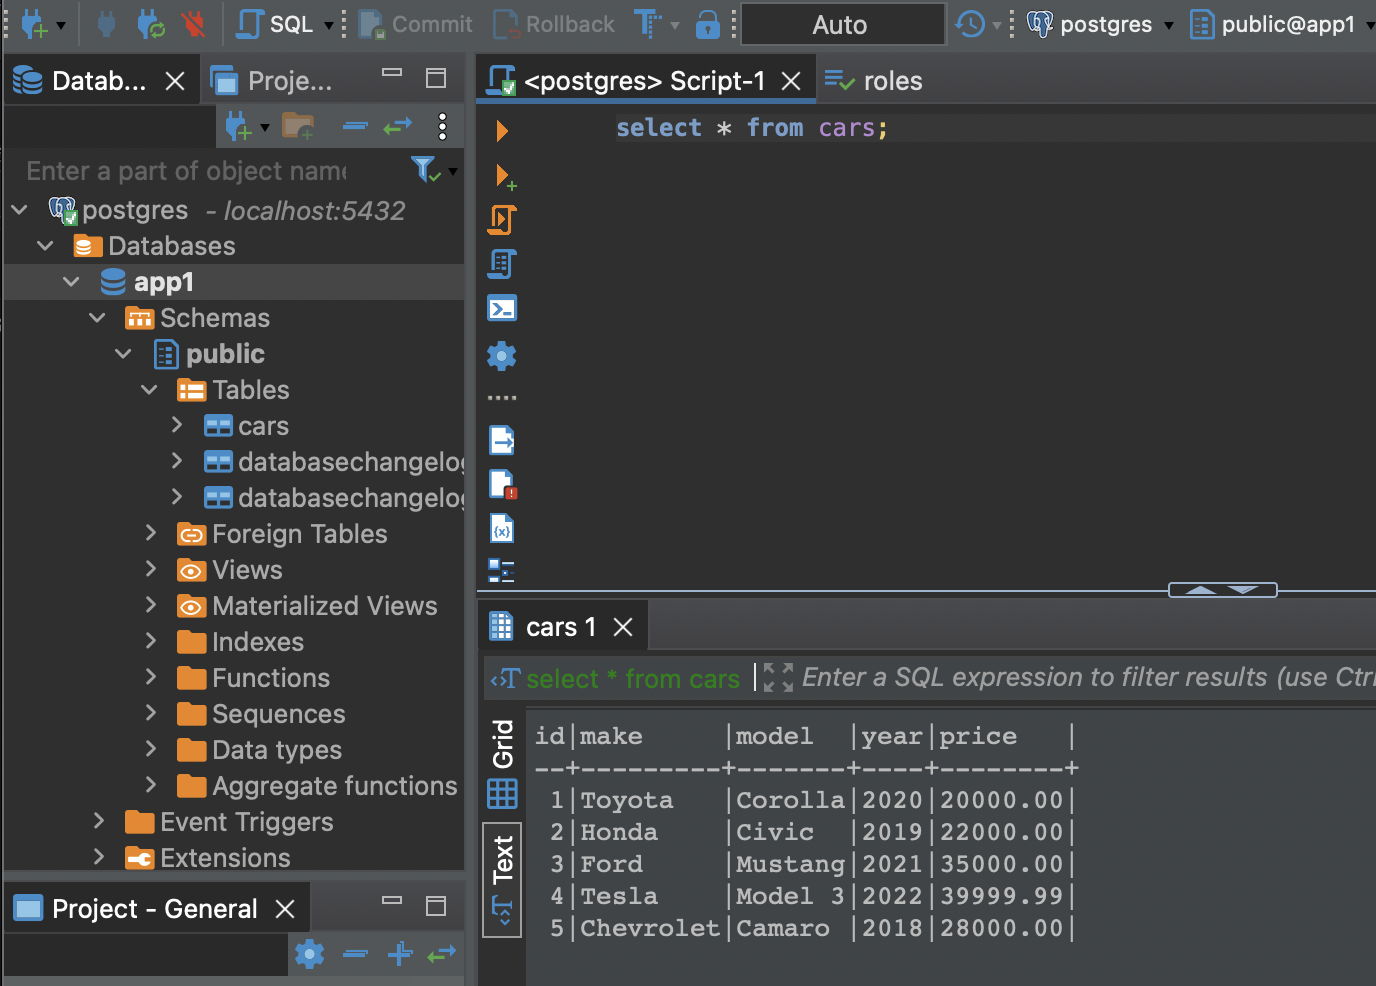 SQL Commit Rollback Auto postgres public@app1
Datab... Proje...
<postgres> Script-1 roles
select * from cars;
Enter a part of object name
postgres - localhost:5432
Databases
app1
Schemas
public
Tables
cars
databasechangelog
databasechangelog
Foreign Tables
Views
Materialized Views
Indexes
Functions
Sequences
Data types
Aggregate functions
Event Triggers
Extensions
Project - General
cars 1
select * from cars Enter a SQL expression to filter results (use Ctrl
Grid
Text
id|make |model |year|price |
--+---------+-------+----+--------+
1|Toyota |Corolla|2020|20000.00|
2|Honda |Civic |2019|22000.00|
3|Ford |Mustang|2021|35000.00|
4|Tesla |Model 3|2022|39999.99|
5|Chevrolet|Camaro |2018|28000.00|